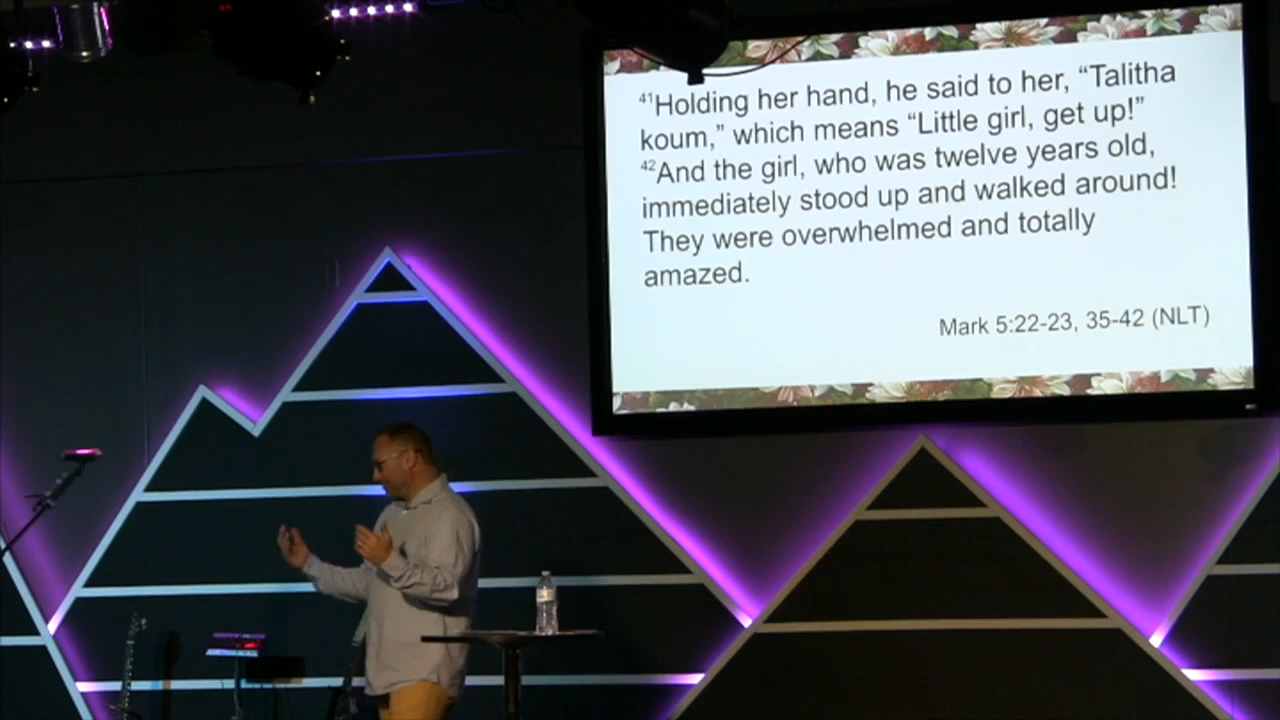 ⁴¹Holding her hand, he said to her, “Talitha
koum,” which means “Little girl, get up!”
⁴²And the girl, who was twelve years old,
immediately stood up and walked around!
They were overwhelmed and totally
amazed.
Mark 5:22-23, 35-42 (NLT)